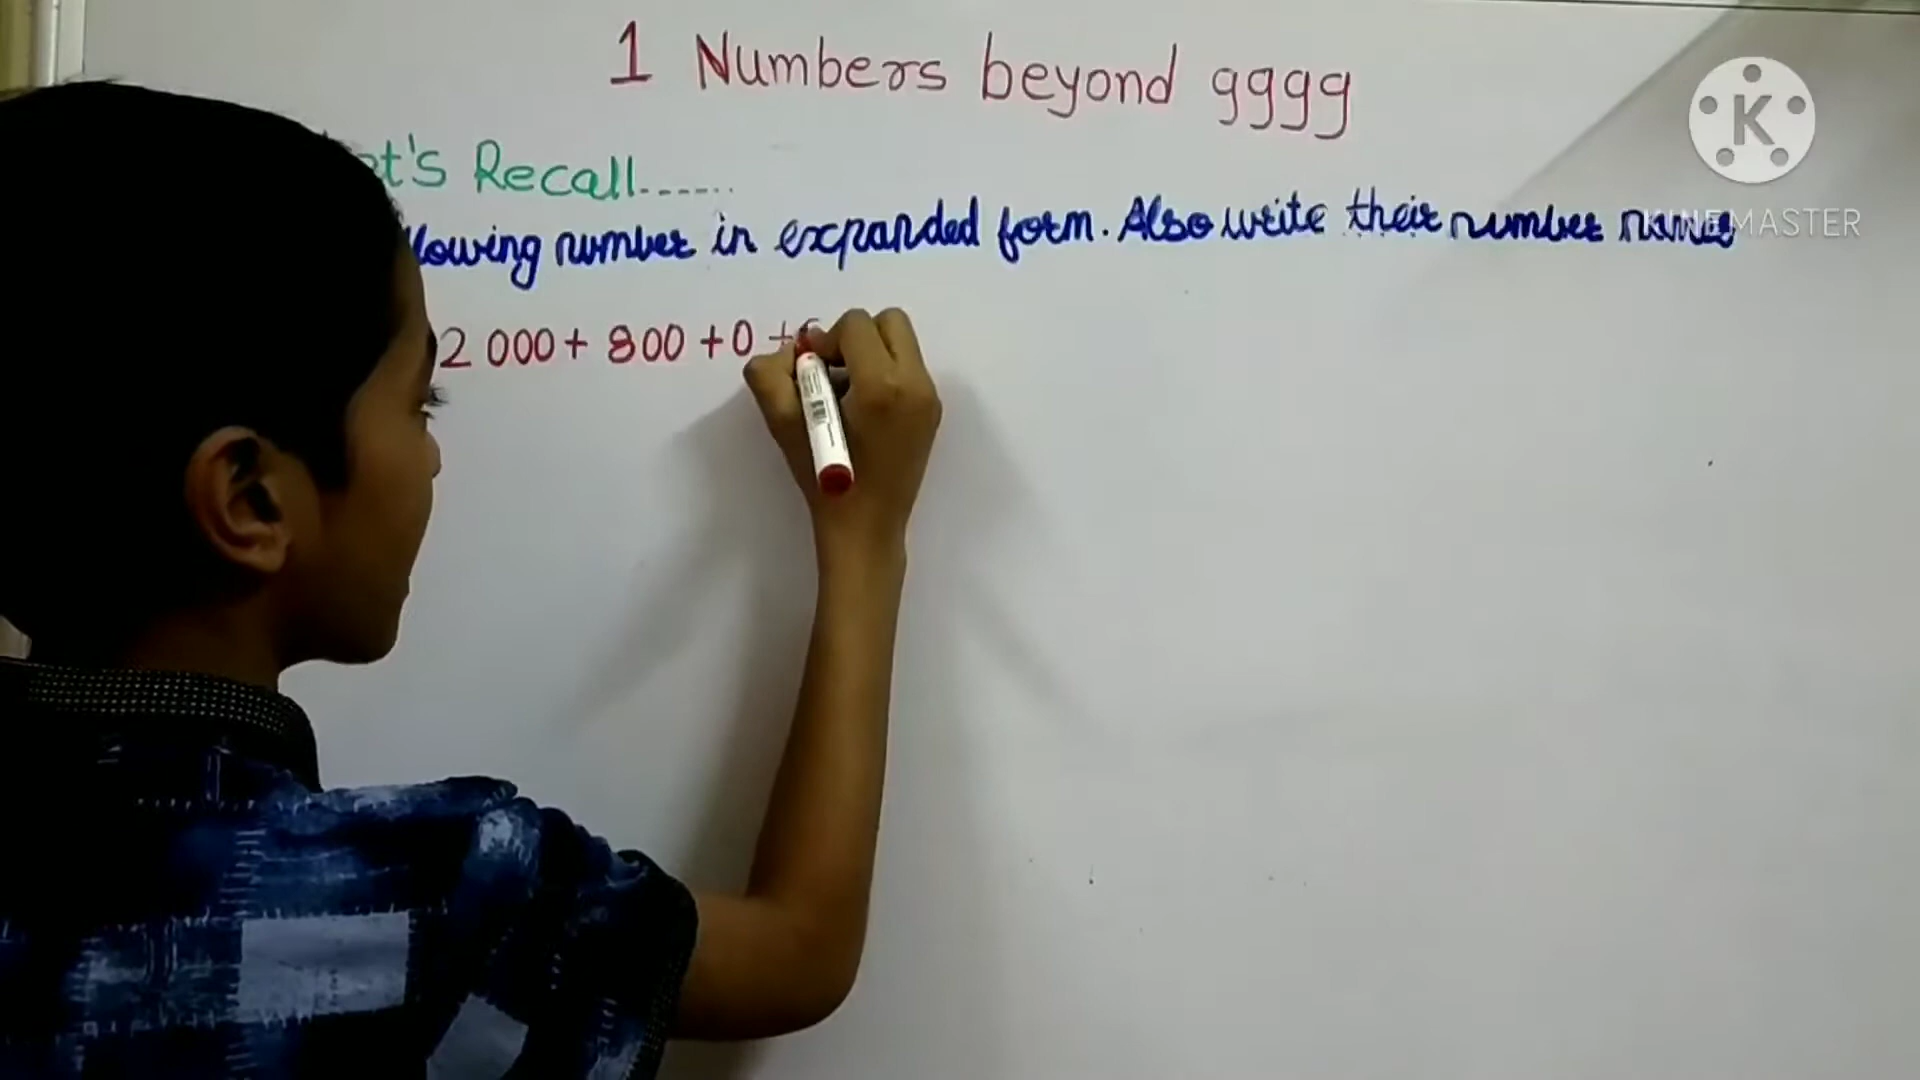 1 Numbers beyond 9999
Let's Recall......
llowing number in expanded form. Also write their number names
2 000 + 800 + 0 +
K
KINEMASTER